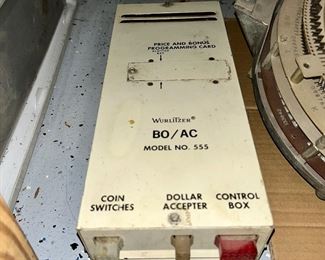 PRICE AND BONUS
PROGRAMMING CARD
WURLITZER®
BO/AC
MODEL NO. 555
COIN SWITCHES
DOLLAR ACCEPTER
CONTROL BOX